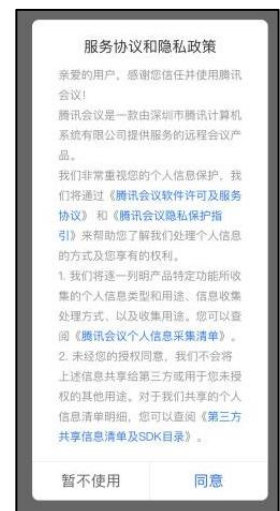 服务协议和隐私政策
亲爱的用户，感谢您信任并使用腾讯
会议！
腾讯会议是一款由深圳市腾讯计算机
系统有限公司提供服务的远程会议产
品。
我们非常重视您的个人信息保护，我
们将通过《腾讯会议软件许可及服务
协议》 和《腾讯会议隐私保护指
引》来帮助您了解我们处理个人信息
的方式及您享有的权利。
1. 我们将逐一列明产品特定功能所收
集的个人信息类型和用途、信息收集
处理方式、以及收集用途。您可以查
阅《腾讯会议个人信息采集清单》。
2. 未经您的授权同意，我们不会将
上述信息共享给第三方或用于您未授
权的其他用途。对于我们共享的个人
信息清单明细，您可以查阅《第三方
共享信息清单及SDK目录》。
暂不使用
同意